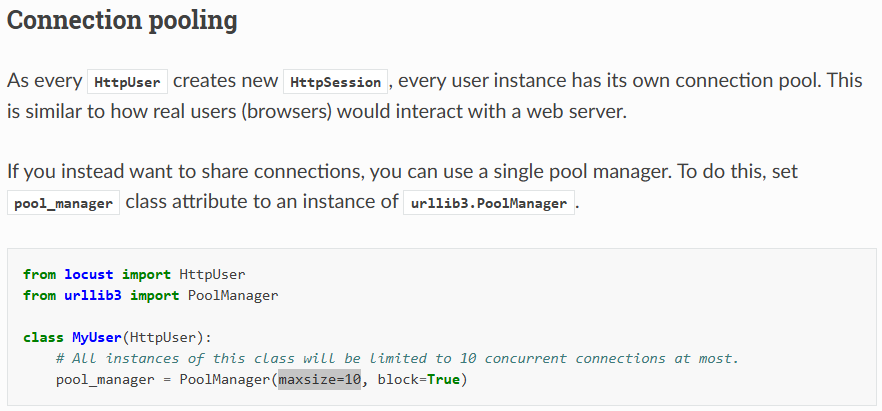 Connection pooling
As every HttpUser creates new HttpSession, every user instance has its own connection pool. This
is similar to how real users (browsers) would interact with a web server.
If you instead want to share connections, you can use a single pool manager. To do this, set
pool_manager class attribute to an instance of urllib3.PoolManager.
from locust import HttpUser
from urllib3 import PoolManager
class MyUser(HttpUser):
    # All instances of this class will be limited to 10 concurrent connections at most.
    pool_manager = PoolManager(maxsize=10, block=True)